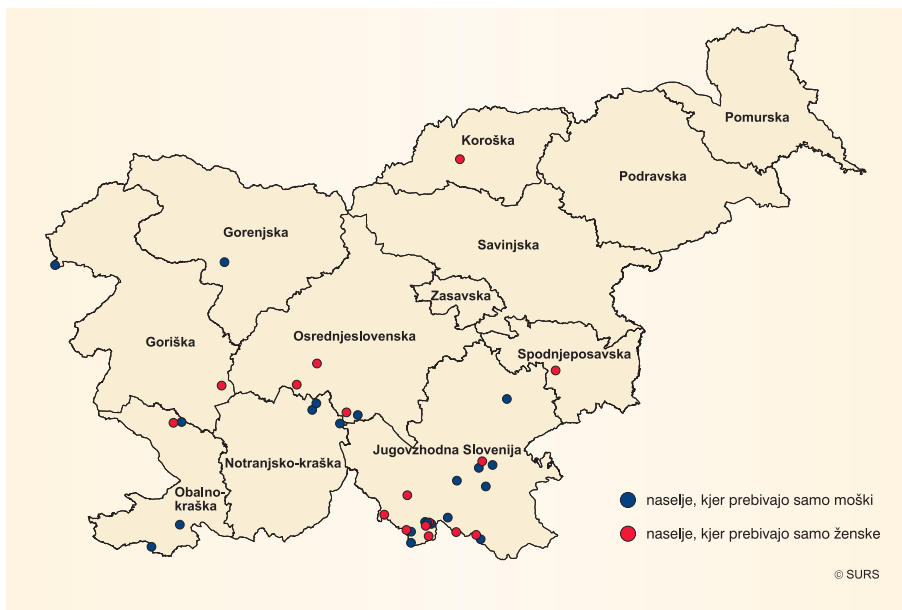 Pomurska
Koroška
Podravska
Gorenjska
Savinjska
Zasavska
Osrednjeslovenska
Goriška
Spodnjeposavska
Jugovzhodna Slovenija
Notranjsko-kraška
Obalno-
kraška
naselje, kjer prebivajo samo moški
naselje, kjer prebivajo samo ženske
© SURS